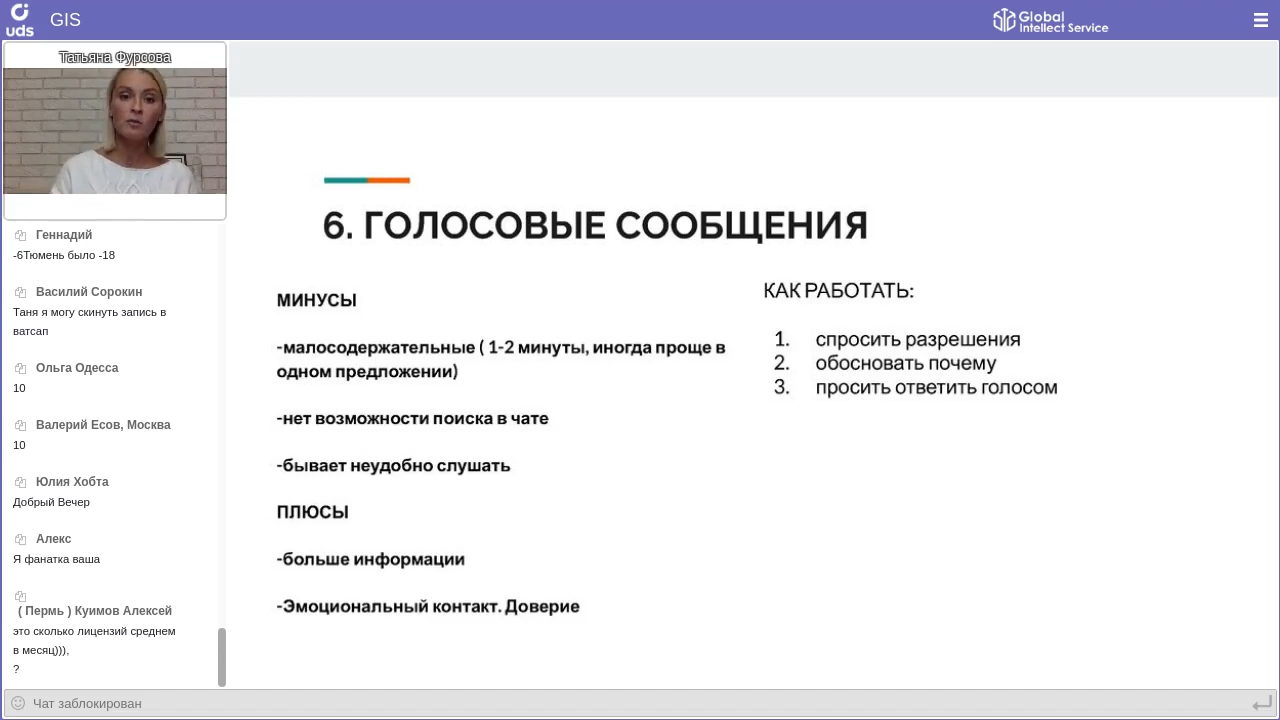 uds
GIS
Global
Intellect Service
Татьяна Фурсова
Геннадий
-6Тюмень было -18
Василий Сорокин
Таня я могу скинуть запись в
ватсап
Ольга Одесса
10
Валерий Есов, Москва
10
Юлия Хобта
Добрый Вечер
Алекс
Я фанатка ваша
( Пермь ) Куимов Алексей
это сколько лицензий среднем
в месяц))),
?
Чат заблокирован
6. ГОЛОСОВЫЕ СООБЩЕНИЯ
МИНУСЫ
-малосодержательные ( 1-2 минуты, иногда проще в
одном предложении)
-нет возможности поиска в чате
-бывает неудобно слушать
ПЛЮСЫ
-больше информации
-Эмоциональный контакт. Доверие
КАК РАБОТАТЬ:
1. спросить разрешения
2. обосновать почему
3. просить ответить голосом